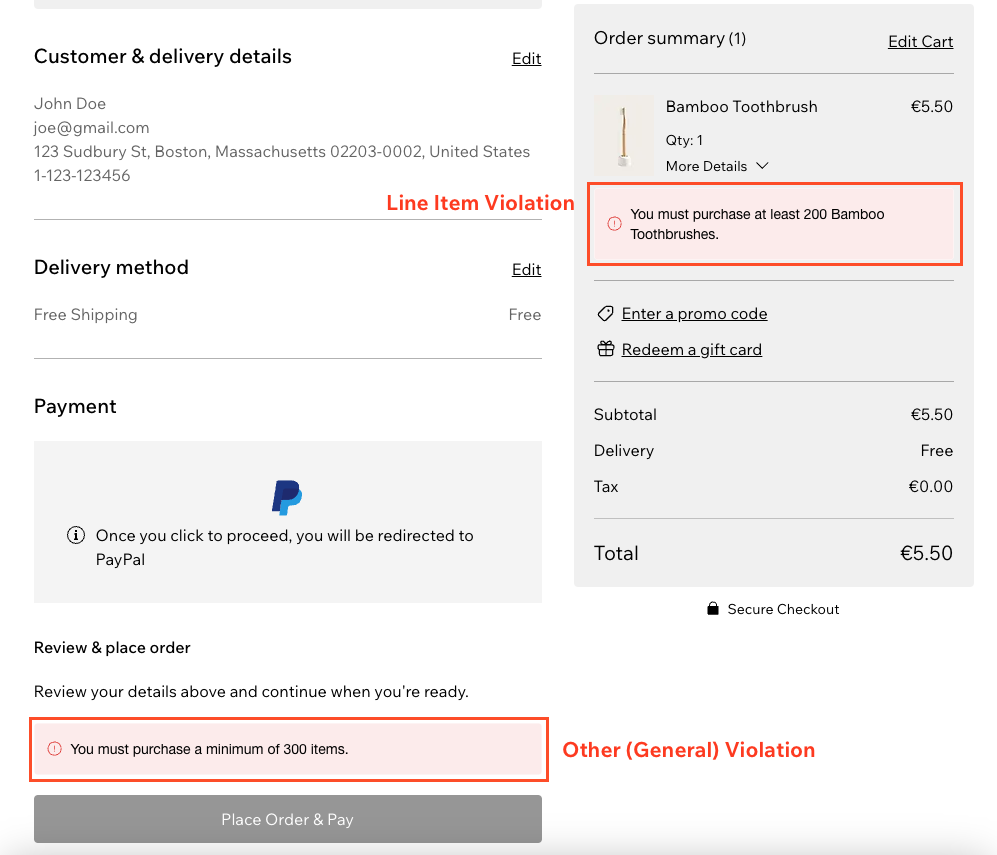 Customer & delivery details
Edit
John Doe
joe@gmail.com
123 Sudbury St, Boston, Massachusetts 02203-0002, United States
1-123-123456
Delivery method
Edit
Free Shipping
Free
Payment
Once you click to proceed, you will be redirected to
PayPal
Review & place order
Review your details above and continue when you're ready.
You must purchase a minimum of 300 items.
Other (General) Violation
Place Order & Pay
Order summary (1)
Edit Cart
Bamboo Toothbrush
€5.50
Qty: 1
More Details
Line Item Violation
You must purchase at least 200 Bamboo
Toothbrushes.
Enter a promo code
Redeem a gift card
Subtotal
€5.50
Delivery
Free
Tax
€0.00
Total
€5.50
Secure Checkout